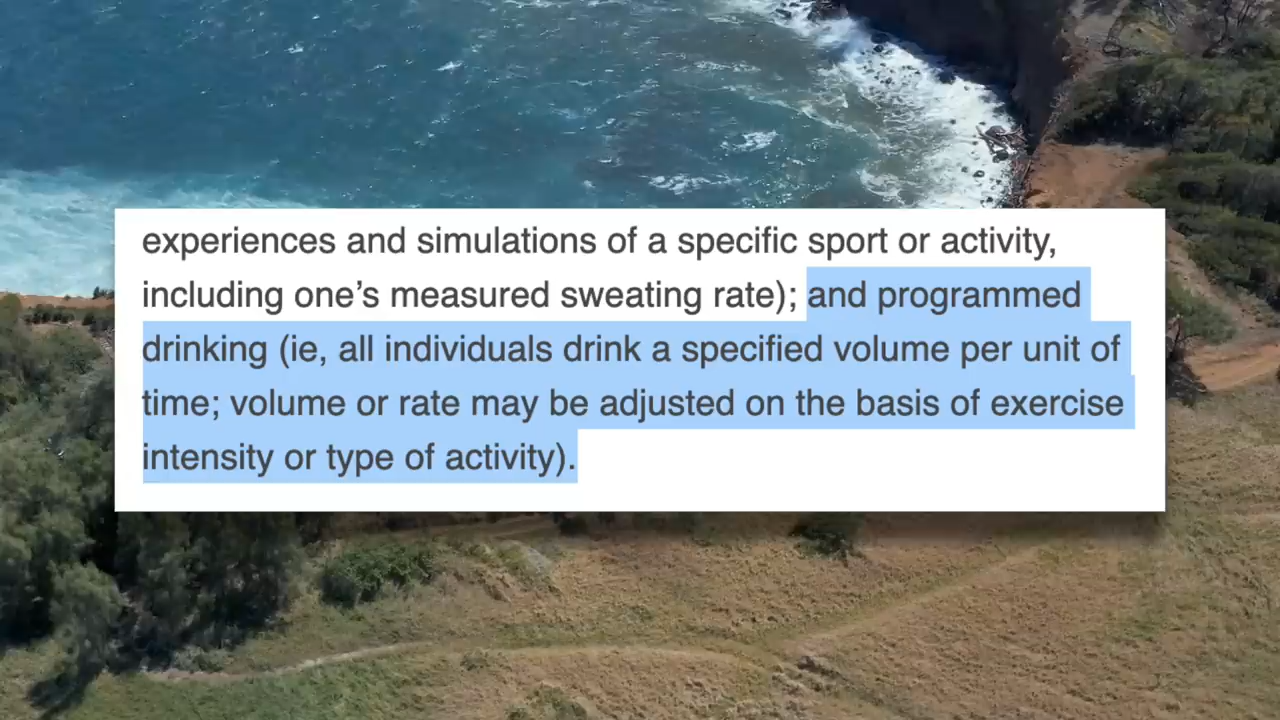 experiences and simulations of a specific sport or activity,
including one’s measured sweating rate); and programmed
drinking (ie, all individuals drink a specified volume per unit of
time; volume or rate may be adjusted on the basis of exercise
intensity or type of activity).